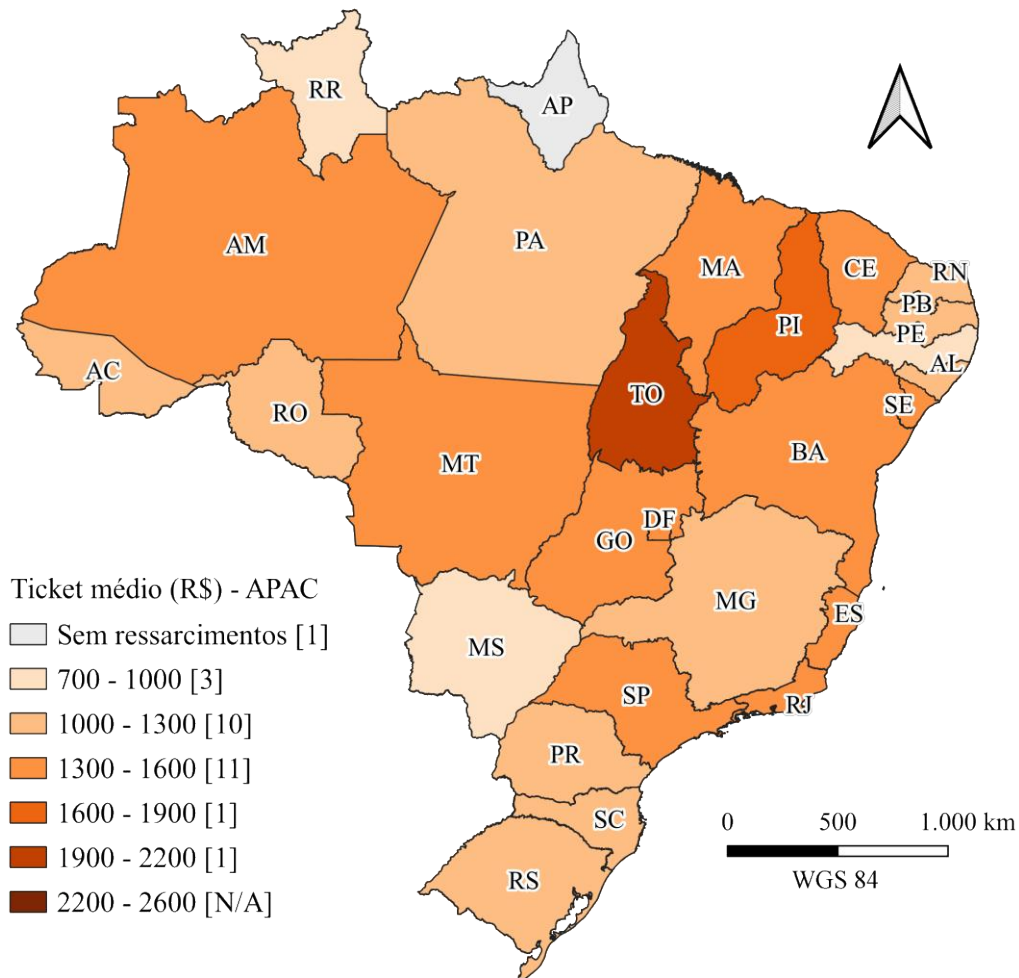 RR
AP
AM
PA
MA
CE
RN
PB
PI
PE
AL
AC
TO
SE
RO
BA
MT
DF
GO
MG
ES
MS
SP
RJ
PR
SC
RS
Ticket médio (R$) - APAC
Sem ressarcimentos [1]
700 - 1000 [3]
1000 - 1300 [10]
1300 - 1600 [11]
1600 - 1900 [1]
1900 - 2200 [1]
2200 - 2600 [N/A]
0 500 1.000 km
WGS 84